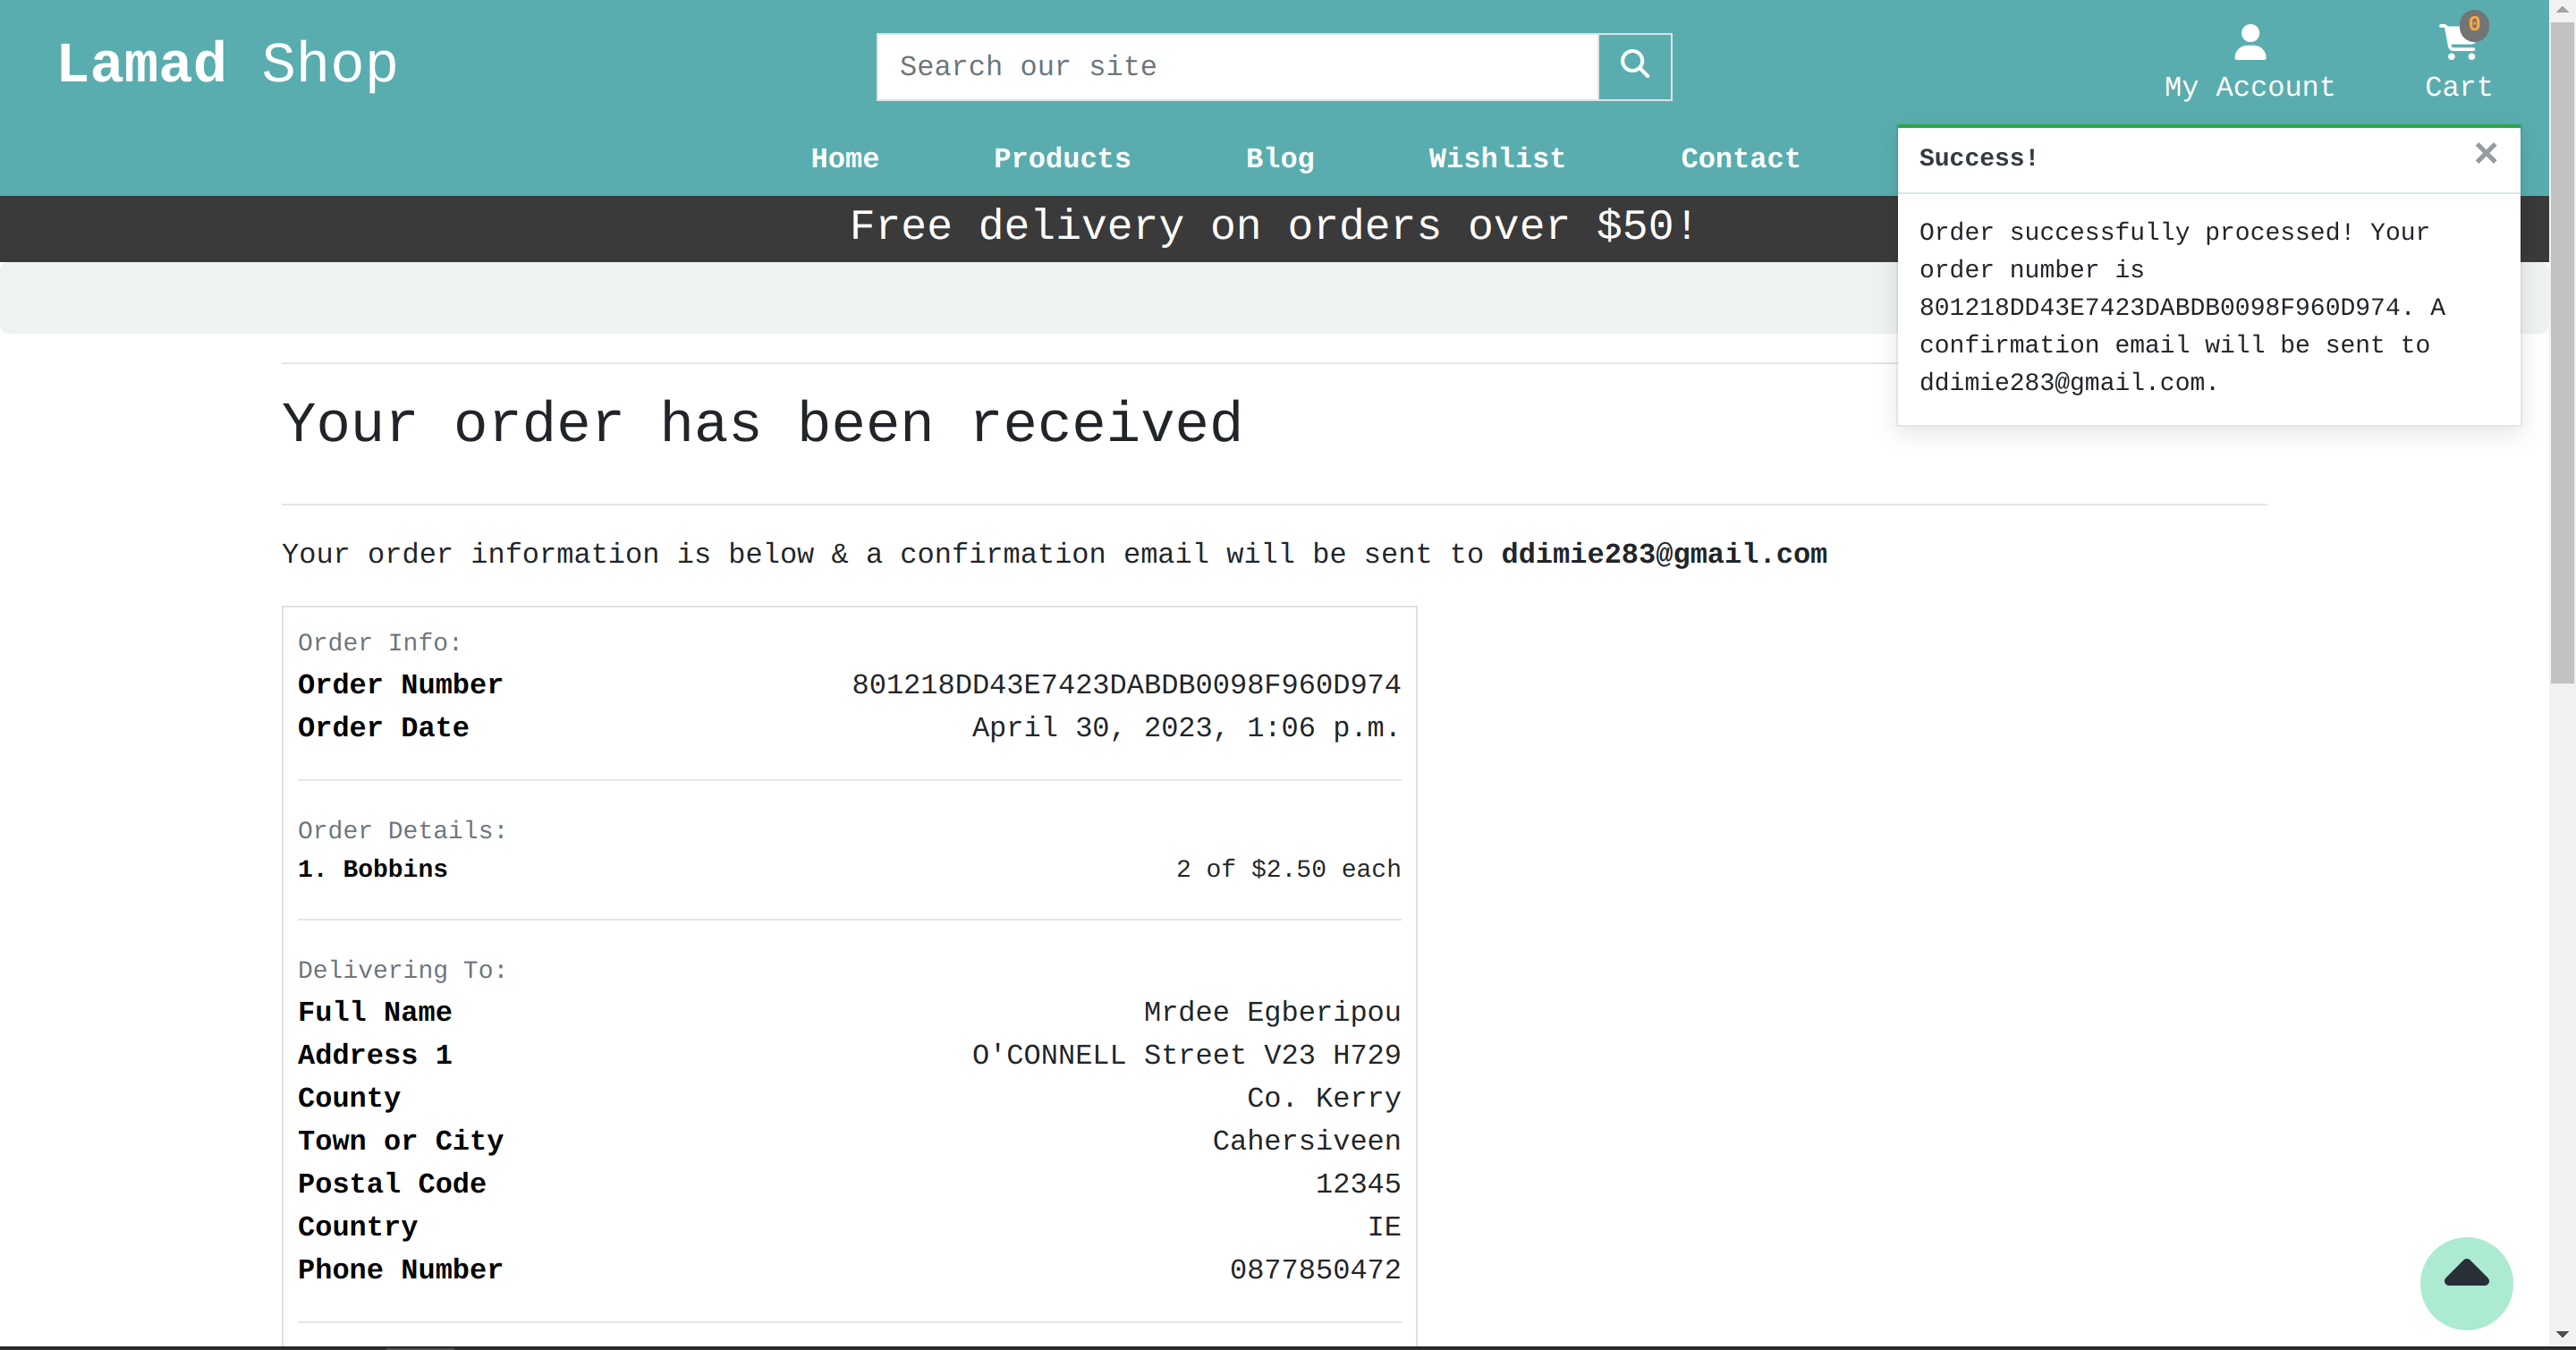 Lamad Shop
Search our site
My Account
0
Cart
Home Products Blog Wishlist Contact
Free delivery on orders over $50!
Success!
Order successfully processed! Your
order number is
801218DD43E7423DABDB0098F960D974. A
confirmation email will be sent to
ddimie283@gmail.com.
Your order has been received
Your order information is below & a confirmation email will be sent to ddimie283@gmail.com
Order Info:
Order Number 801218DD43E7423DABDB0098F960D974
Order Date April 30, 2023, 1:06 p.m.
Order Details:
1. Bobbins 2 of $2.50 each
Delivering To:
Full Name Mrdee Egberipou
Address 1 O'CONNELL Street V23 H729
County Co. Kerry
Town or City Cahersiveen
Postal Code 12345
Country IE
Phone Number 0877850472